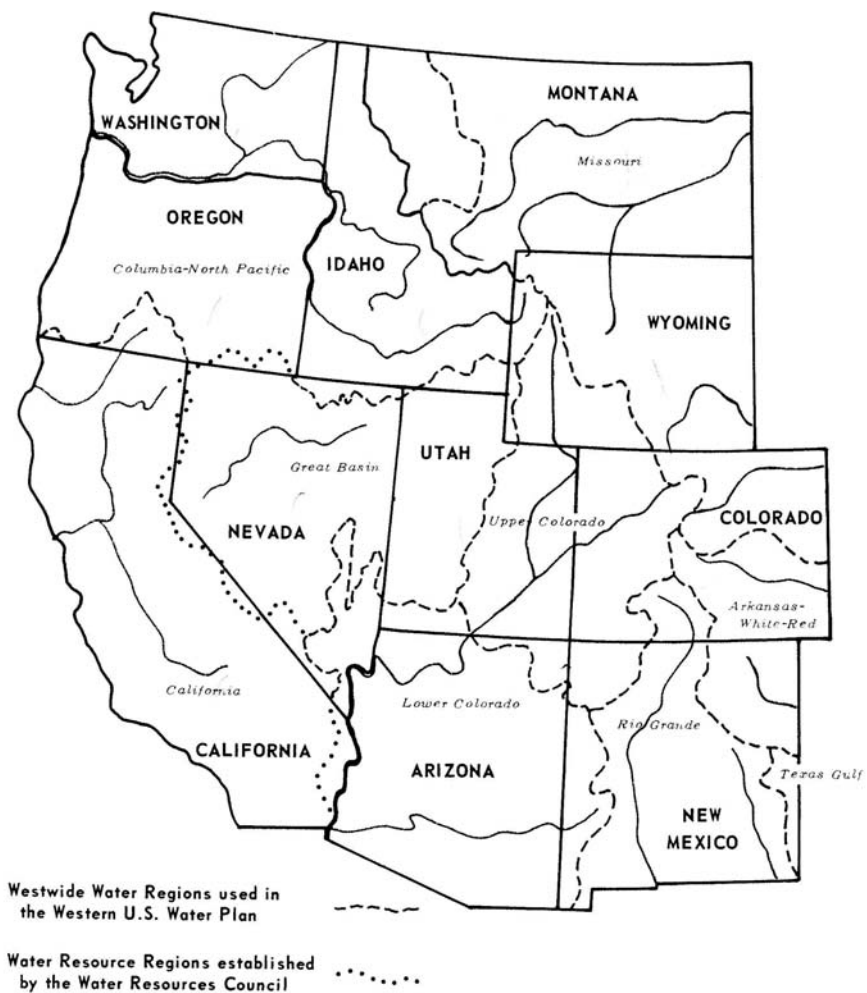 MONTANA
WASHINGTON
Missouri
OREGON
IDAHO
Columbia-North Pacific
WYOMING
UTAH
Great Basin
NEVADA
Upper Colorado
COLORADO
Arkansas-
White-Red
California
Lower Colorado
Rio Grande
CALIFORNIA
ARIZONA
Texas Gulf
NEW
MEXICO
Westwide Water Regions used in
the Western U.S. Water Plan
Water Resource Regions established
by the Water Resources Council